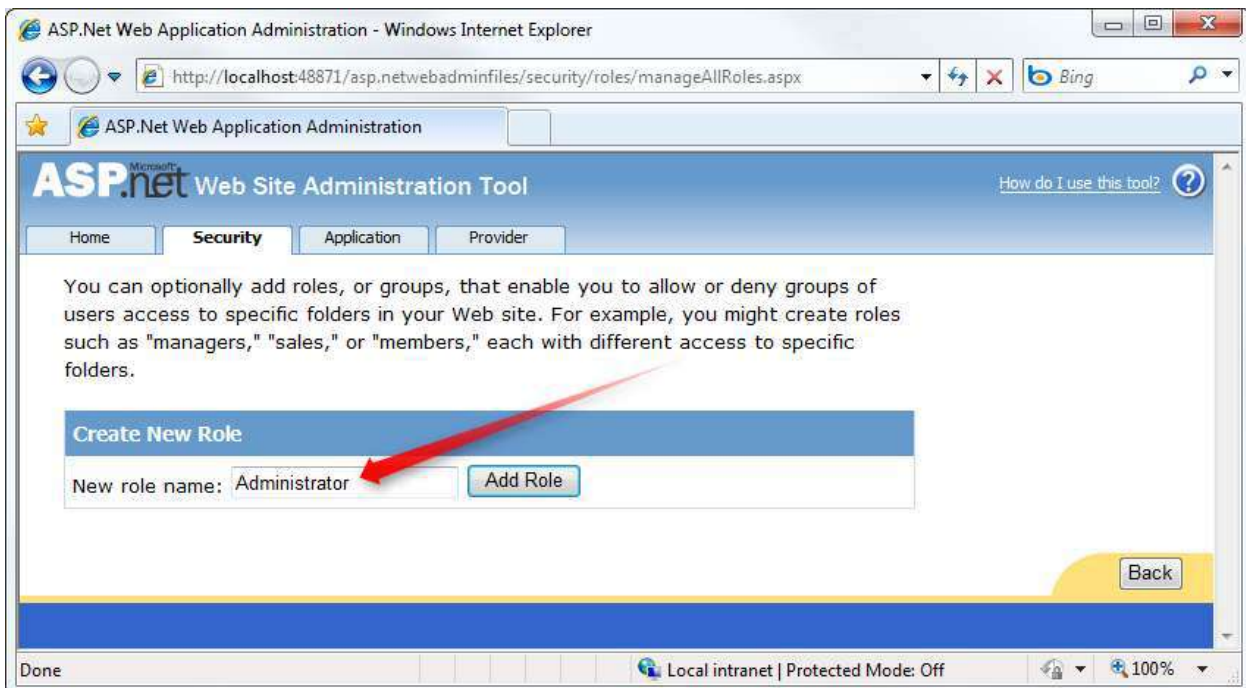 ASP.Net Web Application Administration - Windows Internet Explorer
http://localhost:48871/asp.netwebadminfiles/security/roles/manageAllRoles.aspx
Bing
ASP.Net Web Application Administration
Microsoft
ASP.net Web Site Administration Tool
How do I use this tool? ?
Home Security Application Provider
You can optionally add roles, or groups, that enable you to allow or deny groups of
users access to specific folders in your Web site. For example, you might create roles
such as "managers," "sales," or "members," each with different access to specific
folders.
Create New Role
New role name: Administrator Add Role
Back
Done Local intranet | Protected Mode: Off 100%